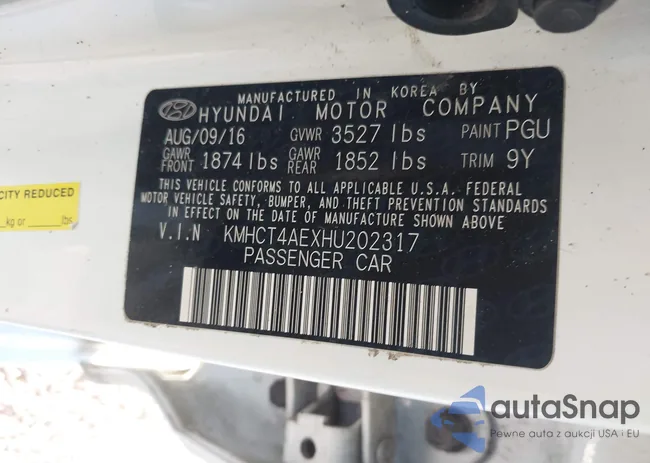 MANUFACTURED IN KOREA BY
HYUNDAI MOTOR COMPANY
AUG/09/16 GVWR 3527 lbs PAINT PGU
GAWR FRONT 1874 lbs GAWR REAR 1852 lbs TRIM 9Y
THIS VEHICLE CONFORMS TO ALL APPLICABLE U.S.A. FEDERAL
MOTOR VEHICLE SAFETY, BUMPER, AND THEFT PREVENTION STANDARDS
IN EFFECT ON THE DATE OF MANUFACTURE SHOWN ABOVE
V.I.N KMHCT4AEXHU202317
PASSENGER CAR
CITY REDUCED
kg or lbs.
autaSnap
Pewne auta z aukcji USA i EU